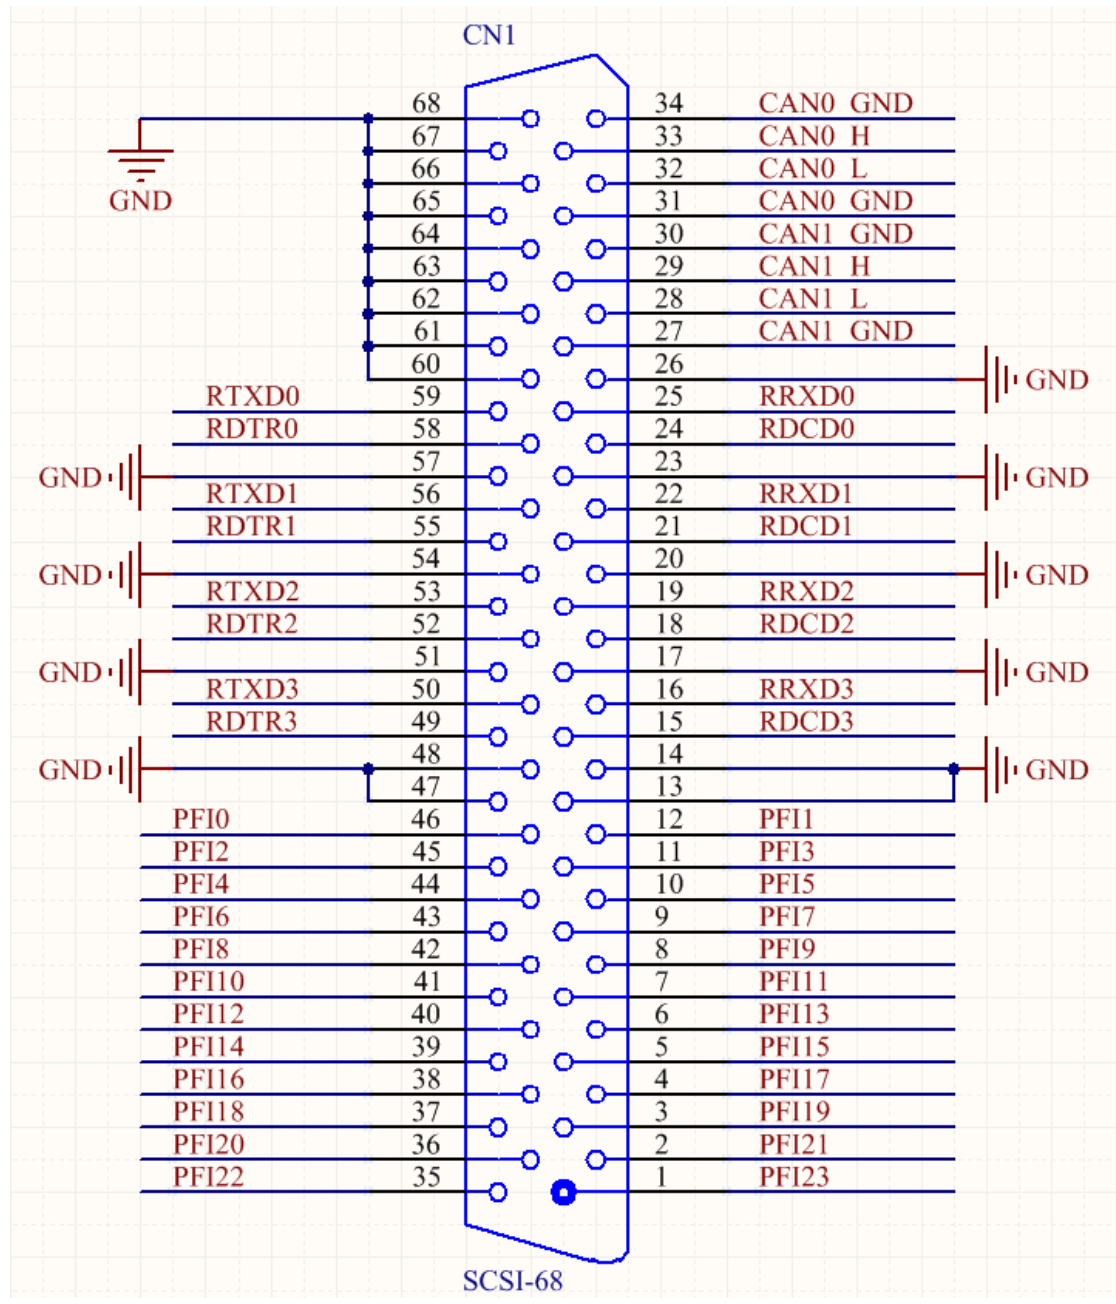 CN1
68 34 CAN0 GND
67 33 CAN0 H
66 32 CAN0 L
GND 65 31 CAN0 GND
64 30 CAN1 GND
63 29 CAN1 H
62 28 CAN1 L
61 27 CAN1 GND
60 26 GND
RTXD0 59 25 RRXD0
RDTR0 58 24 RDCD0
GND 57 23 GND
RTXD1 56 22 RRXD1
RDTR1 55 21 RDCD1
GND 54 20 GND
RTXD2 53 19 RRXD2
RDTR2 52 18 RDCD2
GND 51 17 GND
RTXD3 50 16 RRXD3
RDTR3 49 15 RDCD3
GND 48 14 GND
47 13
PFI0 46 12 PFI1
PFI2 45 11 PFI3
PFI4 44 10 PFI5
PFI6 43 9 PFI7
PFI8 42 8 PFI9
PFI10 41 7 PFI11
PFI12 40 6 PFI13
PFI14 39 5 PFI15
PFI16 38 4 PFI17
PFI18 37 3 PFI19
PFI20 36 2 PFI21
PFI22 35 1 PFI23
SCSI-68